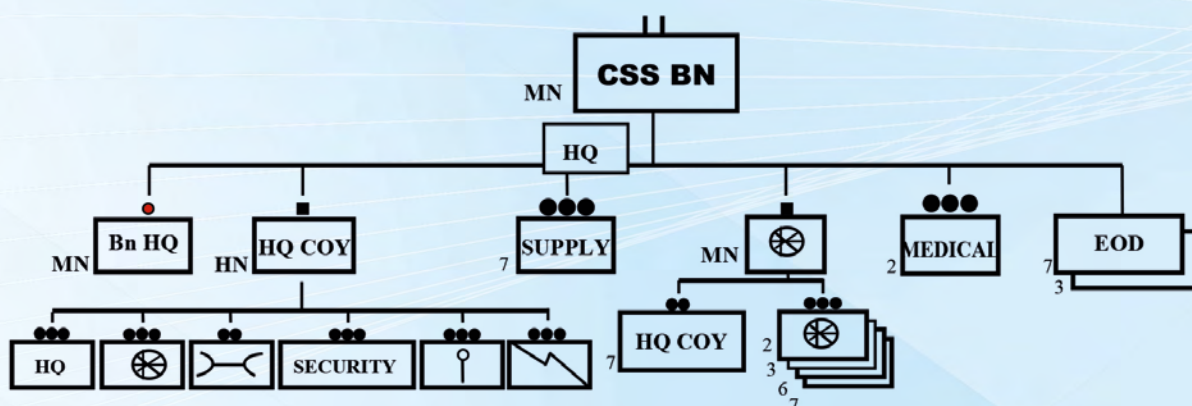 CSS BN
MN
HQ
Bn HQ
MN
HQ COY
HN
SUPPLY
7
MN
MEDICAL
2
EOD
7
3
HQ
SECURITY
HQ COY
7
2
3
6
7